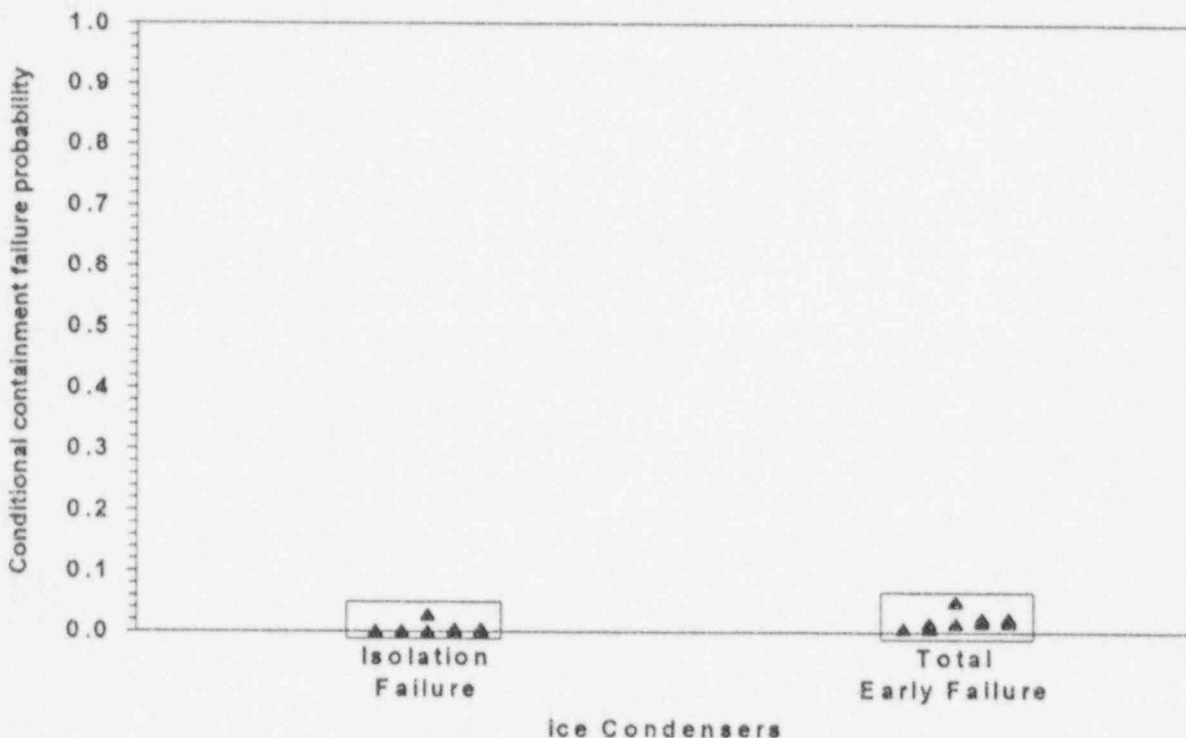 Conditional containment failure probability
1.0
0.9
0.8
0.7
0.6
0.5
0.4
0.3
0.2
0.1
0.0
Isolation
Failure
Total
Early Failure
Ice Condensers